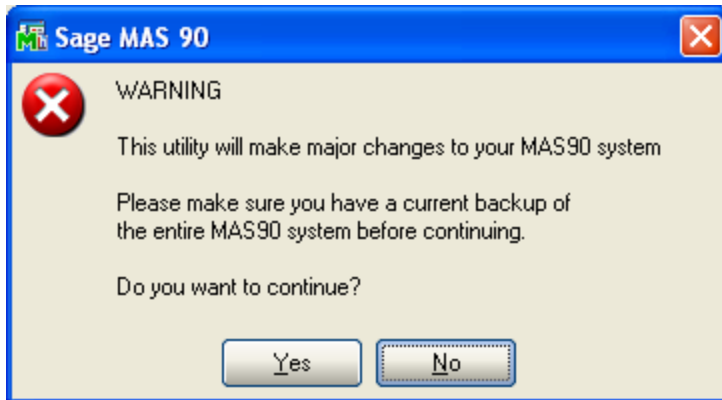 Sage MAS 90
WARNING
This utility will make major changes to your MAS90 system
Please make sure you have a current backup of
the entire MAS90 system before continuing.
Do you want to continue?
Yes
No